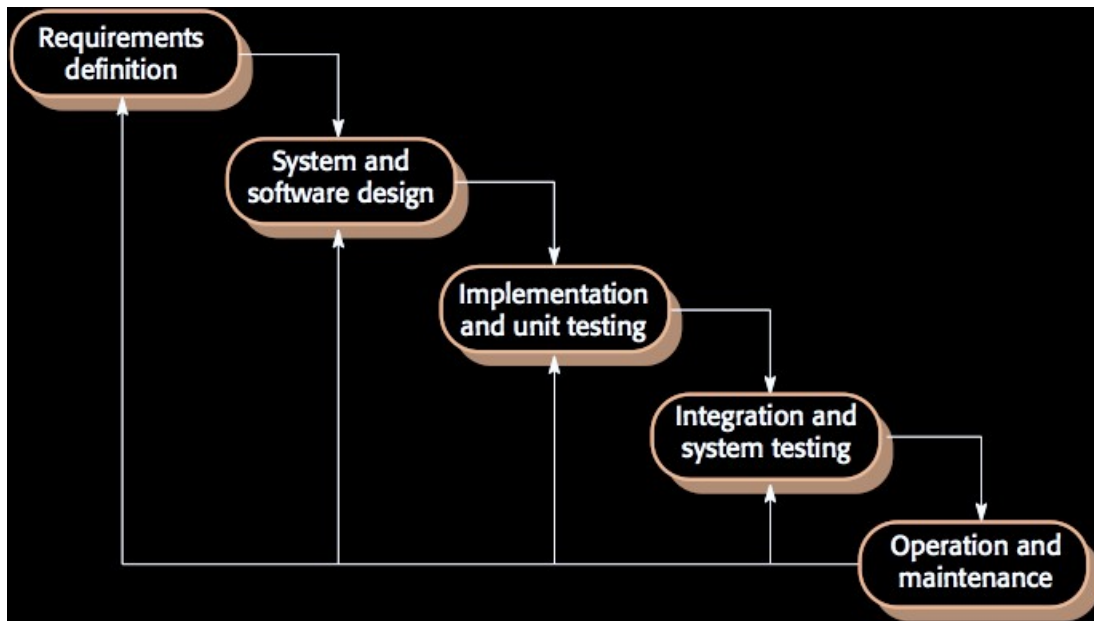 Requirements
definition
System and
software design
Implementation
and unit testing
Integration and
system testing
Operation and
maintenance